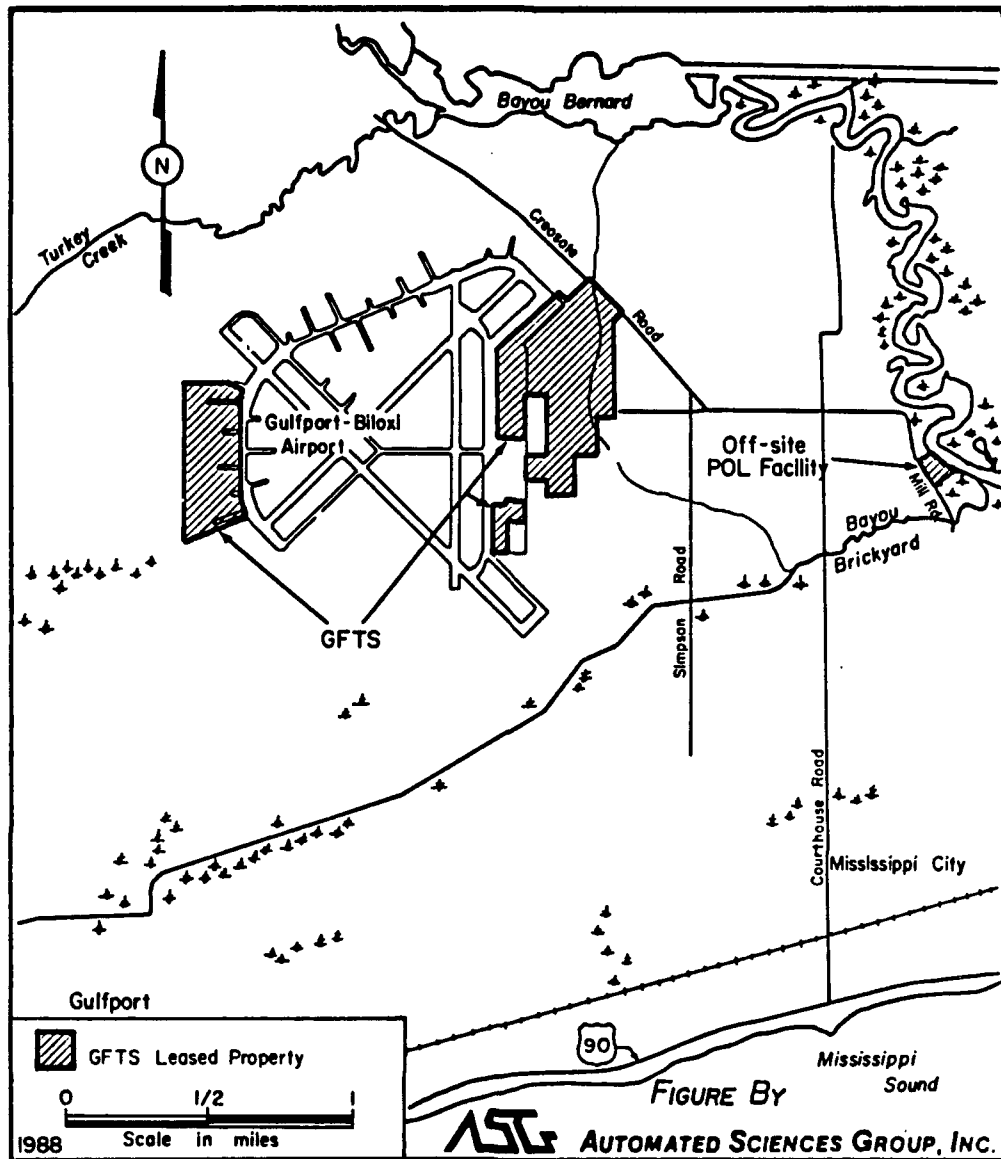 Bayou Bernard
N
Turkey
Creek
Creosote
Road
Gulfport-Biloxi
Airport
Off-site
POL Facility
Mill Rd.
Bayou
Brickyard
GFTS
Simpson Road
Courthouse Road
Mississippi City
Gulfport
GFTS Leased Property
0 1/2 1
Scale in miles
1988
90
Mississippi
Sound
FIGURE BY
ASG
AUTOMATED SCIENCES GROUP, INC.